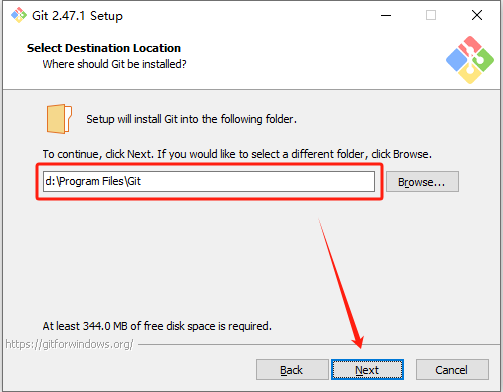 Git 2.47.1 Setup
Select Destination Location
Where should Git be installed?
Setup will install Git into the following folder.
To continue, click Next. If you would like to select a different folder, click Browse.
d:\Program Files\Git
Browse...
At least 344.0 MB of free disk space is required.
https://gitforwindows.org/
Back
Next
Cancel